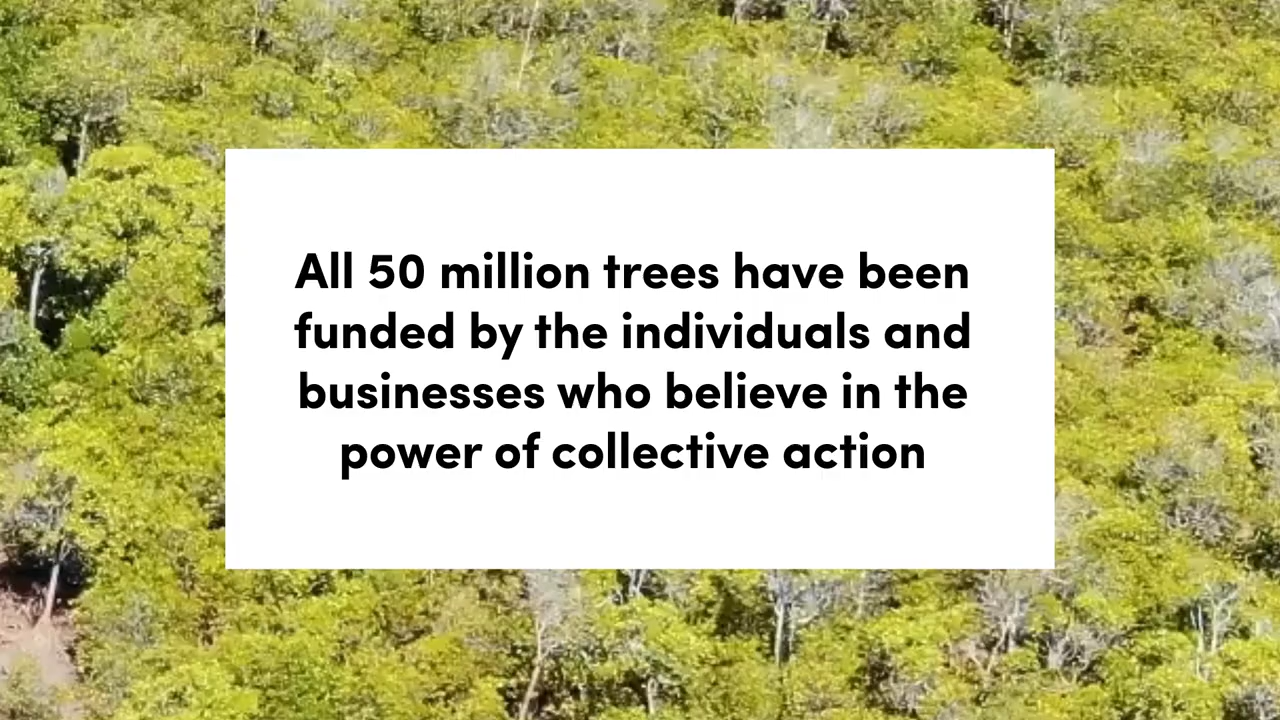 All 50 million trees have been
funded by the individuals and
businesses who believe in the
power of collective action